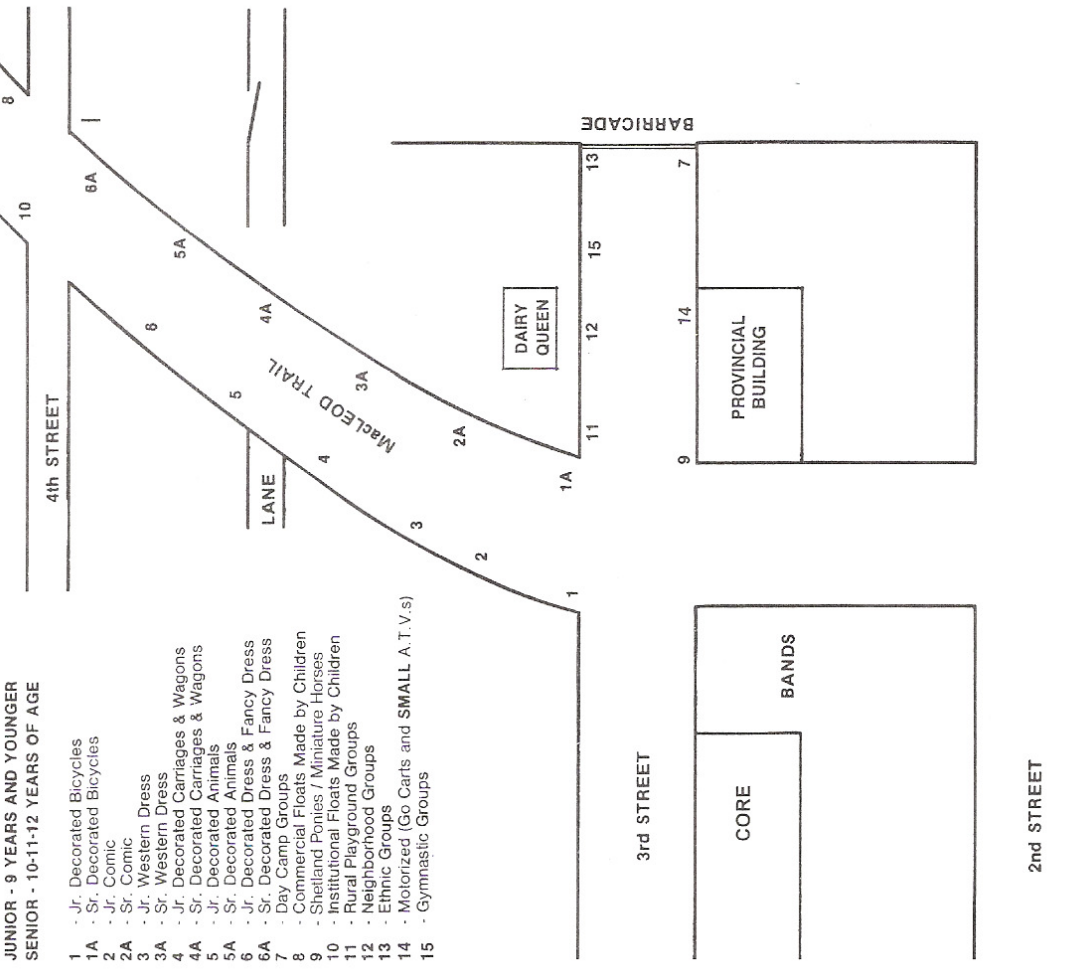 JUNIOR - 9 YEARS AND YOUNGER
SENIOR - 10-11-12 YEARS OF AGE
1 - Jr. Decorated Bicycles
1A - Sr. Decorated Bicycles
2 - Jr. Comic
2A - Sr. Comic
3 - Jr. Western Dress
3A - Sr. Western Dress
4 - Jr. Decorated Carriages & Wagons
4A - Sr. Decorated Carriages & Wagons
5 - Jr. Decorated Animals
5A - Sr. Decorated Animals
6 - Jr. Decorated Dress & Fancy Dress
6A - Sr. Decorated Dress & Fancy Dress
7 - Day Camp Groups
8 - Commercial Floats Made by Children
9 - Shetland Ponies / Miniature Horses
10 - Institutional Floats Made by Children
11 - Rural Playground Groups
12 - Neighborhood Groups
13 - Ethnic Groups
14 - Motorized (Go Carts and SMALL A.T.V.s)
15 - Gymnastic Groups
8
10
4th STREET
6A
6
5A
5
4A
LANE
4
MacLEOD TRAIL
3A
3
2A
2
1A
1
DAIRY
QUEEN
11
12
15
13
BARRICADE
3rd STREET
9
14
7
PROVINCIAL
BUILDING
CORE
BANDS
2nd STREET